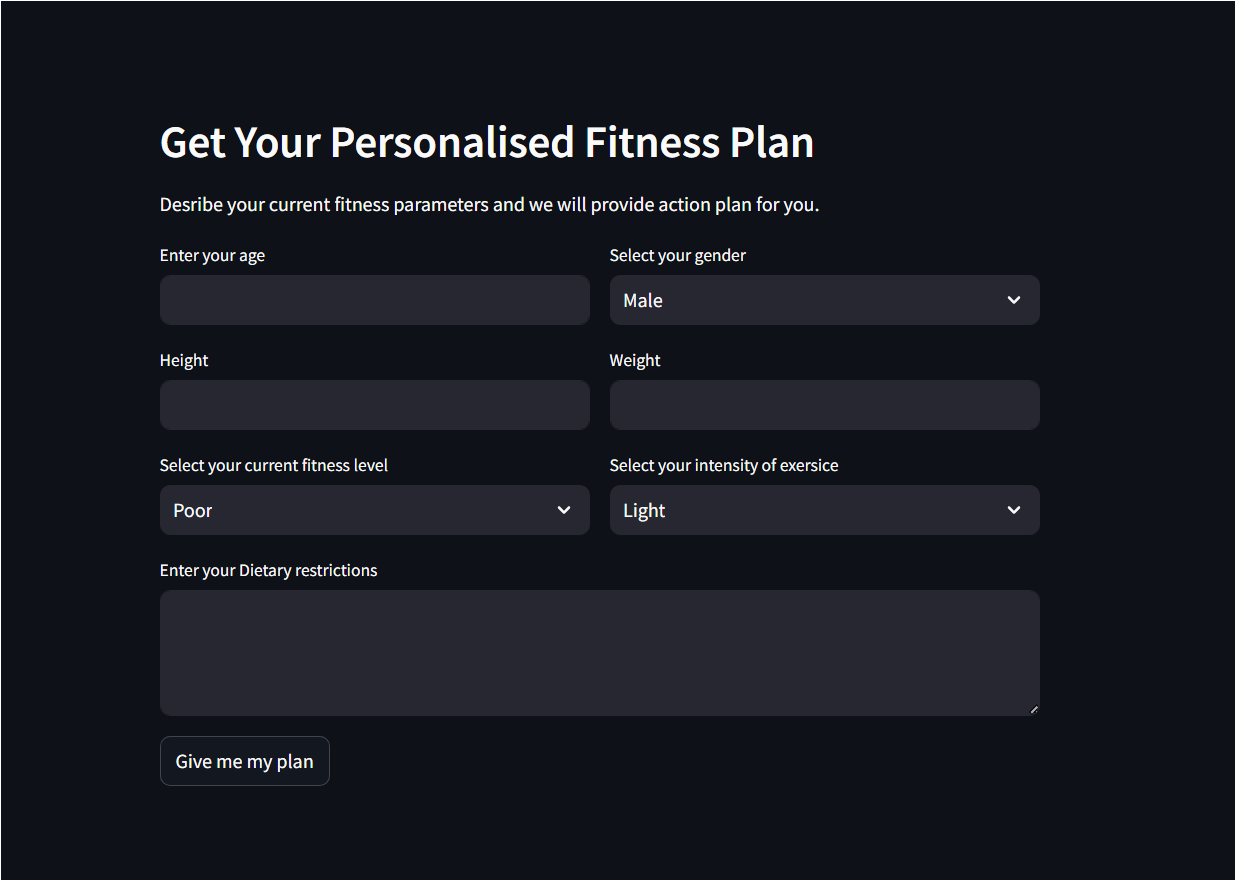 Get Your Personalised Fitness Plan
Desribe your current fitness parameters and we will provide action plan for you.
Enter your age
Select your gender
Male
Height
Weight
Select your current fitness level
Select your intensity of exersice
Poor
Light
Enter your Dietary restrictions
Give me my plan